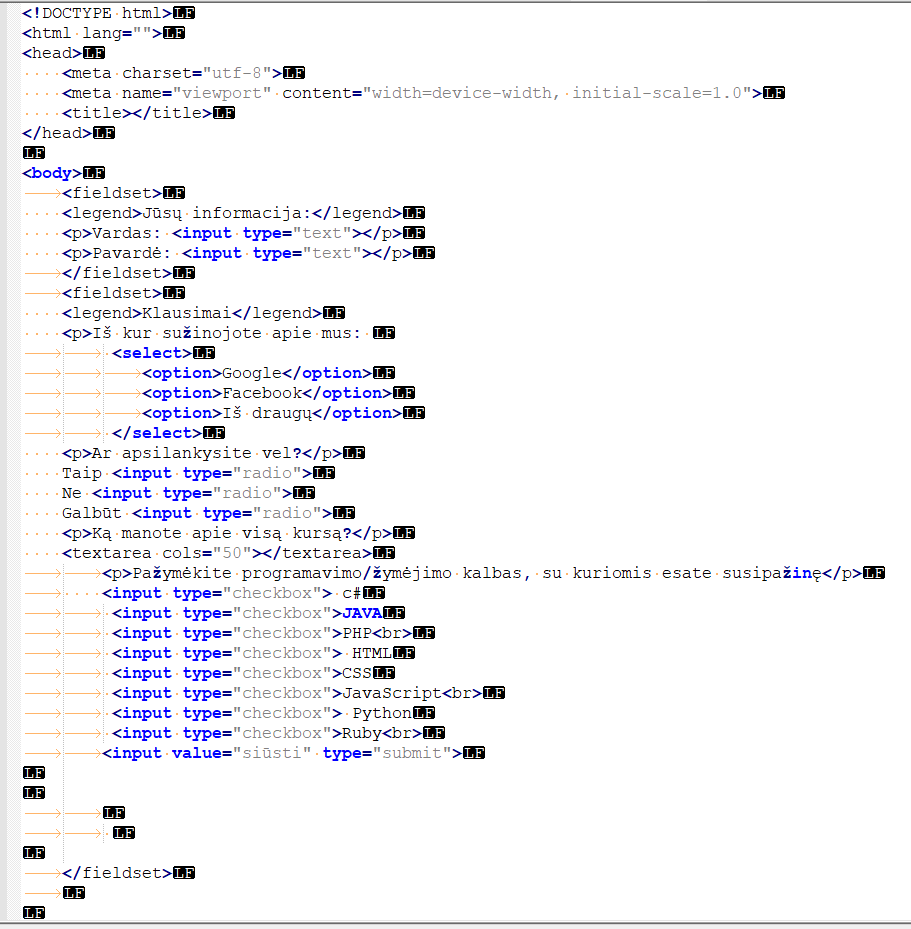 <!DOCTYPE html>LF
<html lang="">LF
<head>LF
    <meta charset="utf-8">LF
    <meta name="viewport" content="width=device-width, initial-scale=1.0">LF
    <title></title>LF
</head>LF
LF
<body>LF
    <fieldset>LF
    <legend>Jūsų informacija:</legend>LF
    <p>Vardas: <input type="text"></p>LF
    <p>Pavardė: <input type="text"></p>LF
    </fieldset>LF
    <fieldset>LF
    <legend>Klausimai</legend>LF
    <p>Iš kur sužinojote apie mus: LF
         <select>LF
            <option>Google</option>LF
            <option>Facebook</option>LF
            <option>Iš draugų</option>LF
         </select>LF
    <p>Ar apsilankysite vel?</p>LF
    Taip <input type="radio">LF
    Ne <input type="radio">LF
    Galbūt <input type="radio">LF
    <p>Ką manote apie visą kursą?</p>LF
    <textarea cols="50"></textarea>LF
        <p>Pažymėkite programavimo/žymėjimo kalbas, su kuriomis esate susipažinę</p>LF
        <input type="checkbox"> c#LF
         <input type="checkbox">JAVALF
         <input type="checkbox">PHP<br>LF
         <input type="checkbox"> HTMLLF
         <input type="checkbox">CSSLF
         <input type="checkbox">JavaScript<br>LF
         <input type="checkbox"> PythonLF
         <input type="checkbox">Ruby<br>LF
        <input value="siūsti" type="submit">LF
LF
LF
        LF
         LF
LF
    </fieldset>LF
    LF
LF